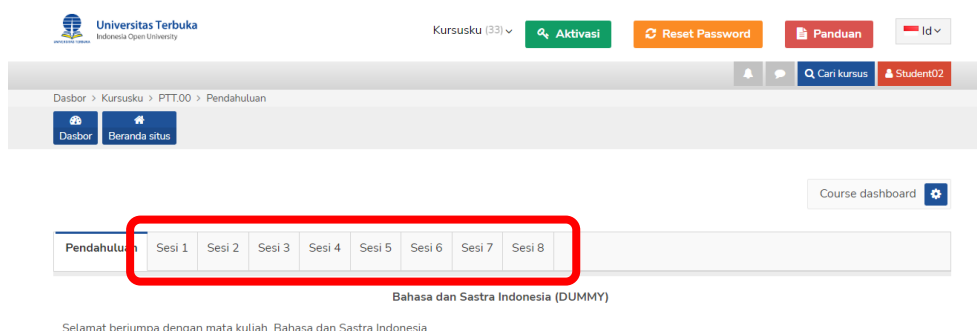 Universitas Terbuka
Indonesia Open University
UNIVERSITAS TERBUKA
Kursusku (33)
Aktivasi
Reset Password
Panduan
Id
Cari kursus
Student02
Dasbor > Kursusku > PTT.00 > Pendahuluan
Dasbor
Beranda situs
Course dashboard
Pendahuluan Sesi 1 Sesi 2 Sesi 3 Sesi 4 Sesi 5 Sesi 6 Sesi 7 Sesi 8
Bahasa dan Sastra Indonesia (DUMMY)
Selamat berjumpa dengan mata kuliah Bahasa dan Sastra Indonesia